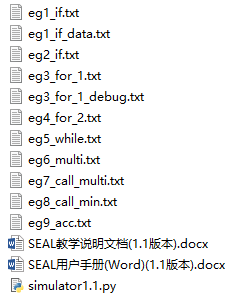 eg1_if.txt
eg1_if_data.txt
eg2_if.txt
eg3_for_1.txt
eg3_for_1_debug.txt
eg4_for_2.txt
eg5_while.txt
eg6_multi.txt
eg7_call_multi.txt
eg8_call_min.txt
eg9_acc.txt
SEAL教学说明文档(1.1版本).docx
SEAL用户手册(Word)(1.1版本).docx
simulator1.1.py